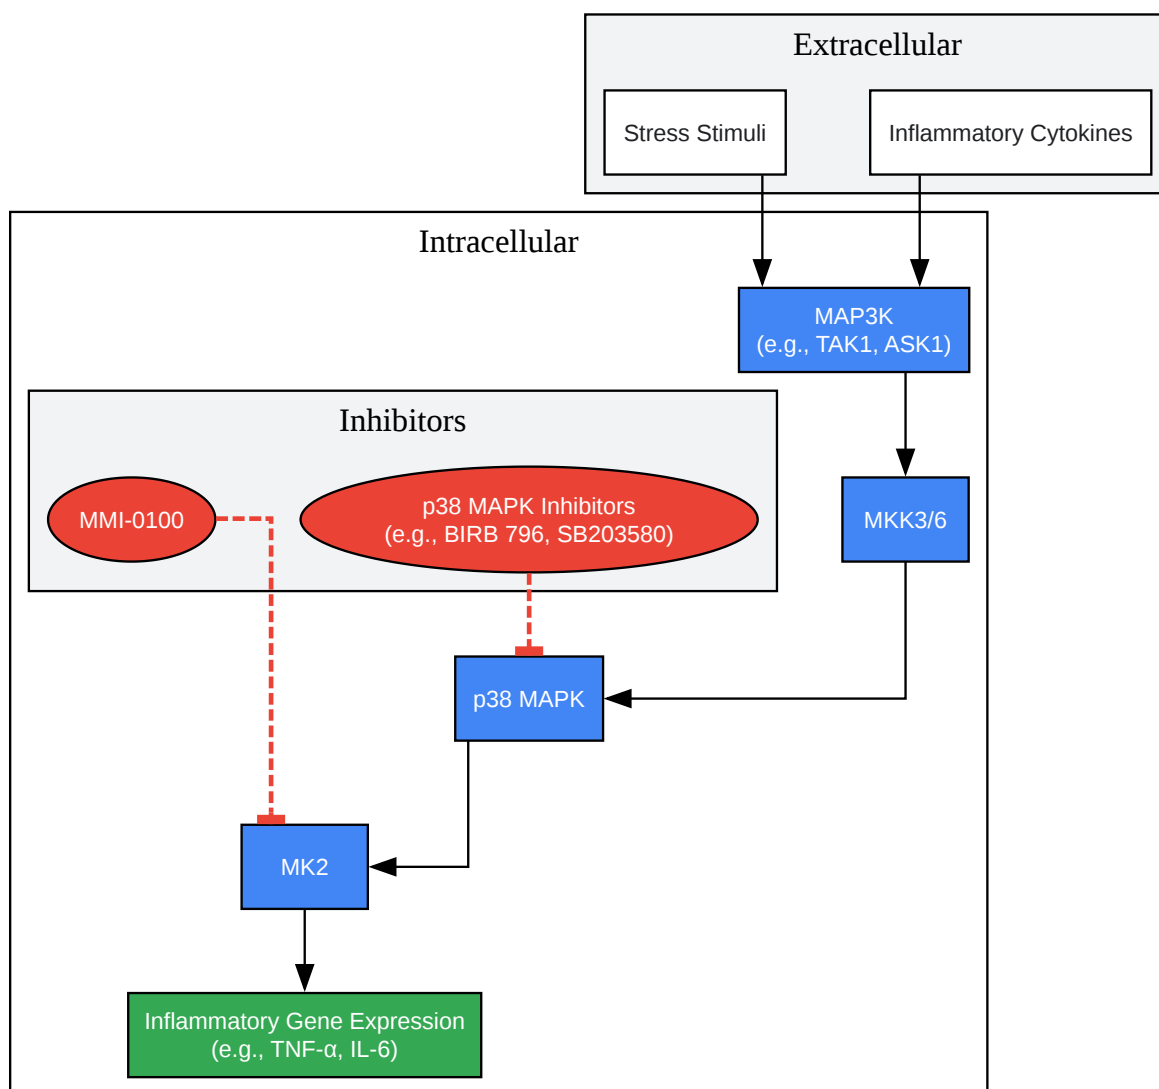 Extracellular
Stress Stimuli
Inflammatory Cytokines
Intracellular
MAP3K
(e.g., TAK1, ASK1)
Inhibitors
MMI-0100
p38 MAPK Inhibitors
(e.g., BIRB 796, SB203580)
MKK3/6
p38 MAPK
MK2
Inflammatory Gene Expression
(e.g., TNF-α, IL-6)